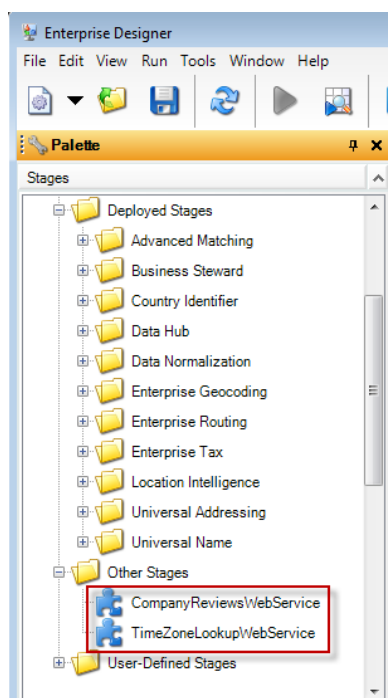 Enterprise Designer
File Edit View Run Tools Window Help
Palette
Stages
Deployed Stages
Advanced Matching
Business Steward
Country Identifier
Data Hub
Data Normalization
Enterprise Geocoding
Enterprise Routing
Enterprise Tax
Location Intelligence
Universal Addressing
Universal Name
Other Stages
CompanyReviewsWebService
TimeZoneLookupWebService
User-Defined Stages